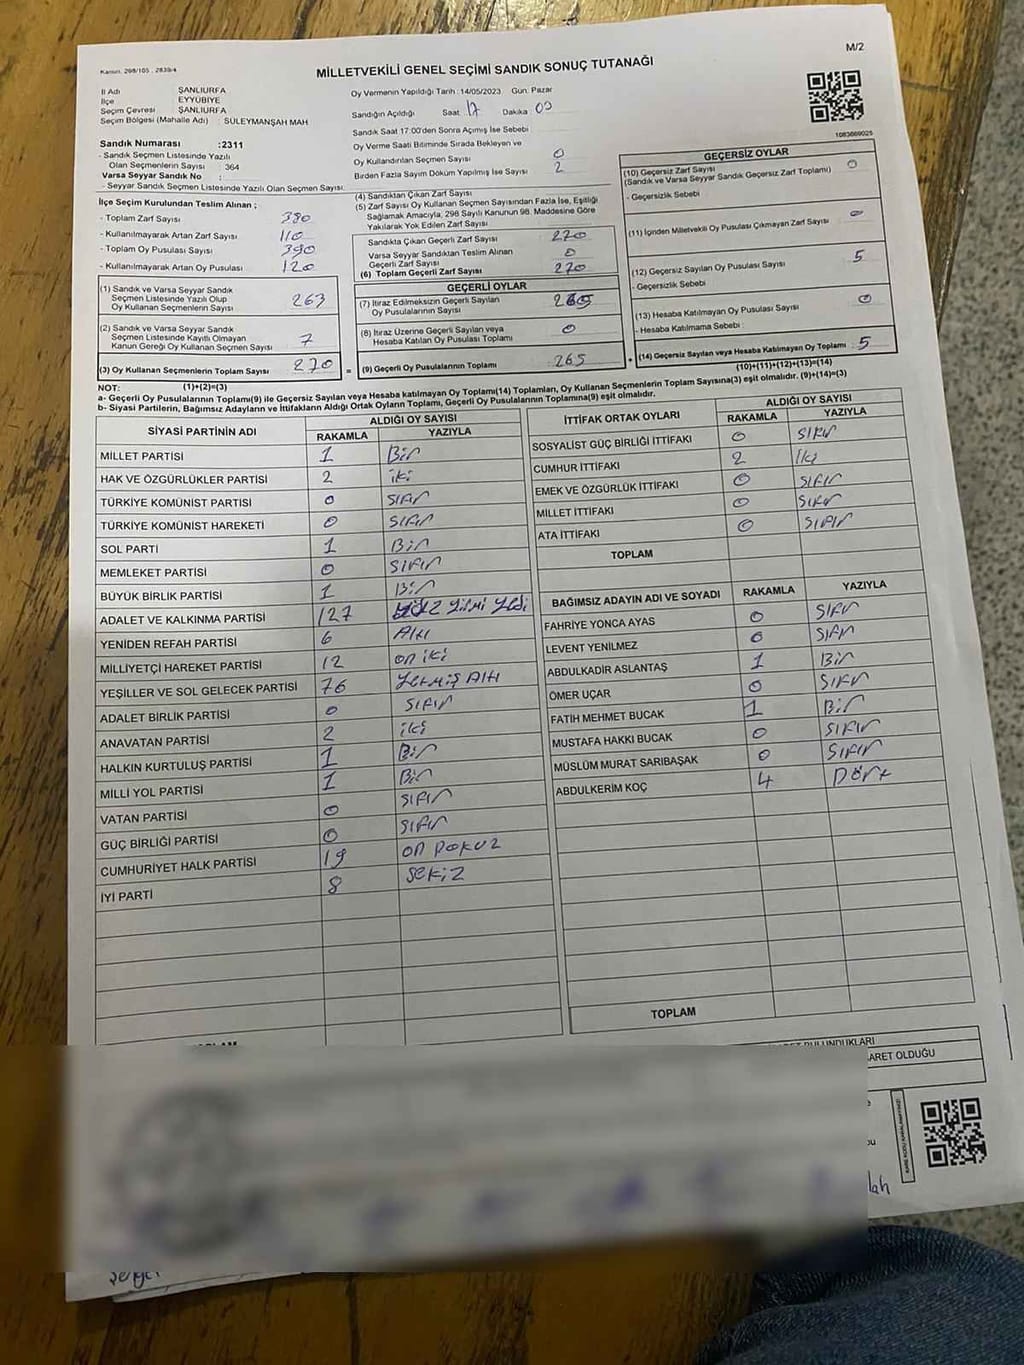 Kanun: 298/105 , 2839/4
M/2
MİLLETVEKİLİ GENEL SEÇİMİ SANDIK SONUÇ TUTANAĞI
İl Adı ŞANLIURFA
İlçe EYYÜBİYE
Seçim Çevresi ŞANLIURFA
Seçim Bölgesi (Mahalle Adı) : SÜLEYMANŞAH MAH
Sandık Numarası :2311
- Sandık Seçmen Listesinde Yazılı
Olan Seçmenlerin Sayısı : 364
Varsa Seyyar Sandık No :
- Seyyar Sandık Seçmen Listesinde Yazılı Olan Seçmen Sayısı:
İlçe Seçim Kurulundan Teslim Alınan ;
- Toplam Zarf Sayısı 380
- Kullanılmayarak Artan Zarf Sayısı 110
- Toplam Oy Pusulası Sayısı 390
- Kullanılmayarak Artan Oy Pusulası 120
(1) Sandık ve Varsa Seyyar Sandık
Seçmen Listesinde Yazılı Olup
Oy Kullanan Seçmenlerin Sayısı 263
(2) Sandık ve Varsa Seyyar Sandık
Seçmen Listesinde Kayıtlı Olmayan
Kanun Gereği Oy Kullanan Seçmen Sayısı 7
(3) Oy Kullanan Seçmenlerin Toplam Sayısı 270
Oy Vermenin Yapıldığı Tarih : 14/05/2023 Gün: Pazar
Sandığın Açıldığı Saat 17 Dakika 03
Sandık Saat 17:00'den Sonra Açılmış İse Sebebi
Oy Verme Saati Bitiminde Sırada Bekleyen ve
Oy Kullandırılan Seçmen Sayısı 0
Birden Fazla Sayım Döküm Yapılmış İse Sayısı 2
(4) Sandıktan Çıkan Zarf Sayısı
(5) Zarf Sayısı Oy Kullanan Seçmen Sayısından Fazla İse, Eşitliği
Sağlamak Amacıyla, 298 Sayılı Kanunun 98. Maddesine Göre
Yakılarak Yok Edilen Zarf Sayısı
Sandıkta Çıkan Geçerli Zarf Sayısı 270
Varsa Seyyar Sandıktan Teslim Alınan
Geçerli Zarf Sayısı 0
(6) Toplam Geçerli Zarf Sayısı 270
GEÇERLİ OYLAR
(7) İtiraz Edilmeksizin Geçerli Sayılan
Oy Pusulalarının Sayısı 265
(8) İtiraz Üzerine Geçerli Sayılan veya
Hesaba Katılan Oy Pusulası Toplamı 0
= (9) Geçerli Oy Pusulalarının Toplamı 265
1083669025
GEÇERSİZ OYLAR
(10) Geçersiz Zarf Sayısı
(Sandık ve Varsa Seyyar Sandık Geçersiz Zarf Toplamı) 0
- Geçersizlik Sebebi
(11) İçinden Milletvekili Oy Pusulası Çıkmayan Zarf Sayısı 0
(12) Geçersiz Sayılan Oy Pusulası Sayısı 5
- Geçersizlik Sebebi
(13) Hesaba Katılmayan Oy Pusulası Sayısı 0
- Hesaba Katılmama Sebebi :
+ (14) Geçersiz Sayılan veya Hesaba Katılmayan Oy Toplamı : 5
(10)+(11)+(12)+(13)=(14)
NOT: (1)+(2)=(3)
a- Geçerli Oy Pusulalarının Toplamı(9) ile Geçersiz Sayılan veya Hesaba katılmayan Oy Toplamı(14) Toplamları, Oy Kullanan Seçmenlerin Toplam Sayısına(3) eşit olmalıdır. (9)+(14)=(3)
b- Siyasi Partilerin, Bağımsız Adayların ve İttifakların Aldığı Ortak Oyların Toplamı, Geçerli Oy Pusulalarının Toplamına(9) eşit olmalıdır.
SİYASİ PARTİNİN ADI ALDIĞI OY SAYISI
RAKAMLA YAZIYLA
MİLLET PARTİSİ 1 Bir
HAK VE ÖZGÜRLÜKLER PARTİSİ 2 iki
TÜRKİYE KOMÜNİST PARTİSİ 0 SIFIR
TÜRKİYE KOMÜNİST HAREKETİ 0 SIFIR
SOL PARTİ 1 Bir
MEMLEKET PARTİSİ 0 SIFIR
BÜYÜK BİRLİK PARTİSİ 1 Bir
ADALET VE KALKINMA PARTİSİ 127 yirmi Yedi
YENİDEN REFAH PARTİSİ 6 Altı
MİLLİYETÇİ HAREKET PARTİSİ 12 on iki
YEŞİLLER VE SOL GELECEK PARTİSİ 76 yetmiş Altı
ADALET BİRLİK PARTİSİ 0 SIFIR
ANAVATAN PARTİSİ 2 iki
HALKIN KURTULUŞ PARTİSİ 1 Bir
MİLLİ YOL PARTİSİ 1 Bir
VATAN PARTİSİ 0 SIFIR
GÜÇ BİRLİĞİ PARTİSİ 0 SIFIR
CUMHURİYET HALK PARTİSİ 19 on DOKUZ
İYİ PARTİ 8 Sekiz
İTTİFAK ORTAK OYLARI ALDIĞI OY SAYISI
RAKAMLA YAZIYLA
SOSYALİST GÜÇ BİRLİĞİ İTTİFAKI 0 SIFIR
CUMHUR İTTİFAKI 2 İki
EMEK VE ÖZGÜRLÜK İTTİFAKI 0 SIFIR
MİLLET İTTİFAKI 0 SIFIR
ATA İTTİFAKI 0 SIFIR
TOPLAM
BAĞIMSIZ ADAYIN ADI VE SOYADI RAKAMLA YAZIYLA
FAHRİYE YONCA AYAS 0 SIFIR
LEVENT YENİLMEZ 0 SIFIR
ABDULKADİR ASLANTAŞ 1 Bir
ÖMER UÇAR 0 SIFIR
FATİH MEHMET BUCAK 1 Bir
MUSTAFA HAKKI BUCAK 0 SIFIR
MÜSLÜM MURAT SARIBAŞAK 0 SIFIR
ABDULKERİM KOÇ 4 Dört
TOPLAM
BULUNDUKLARI
ARET OLDUĞU
lah